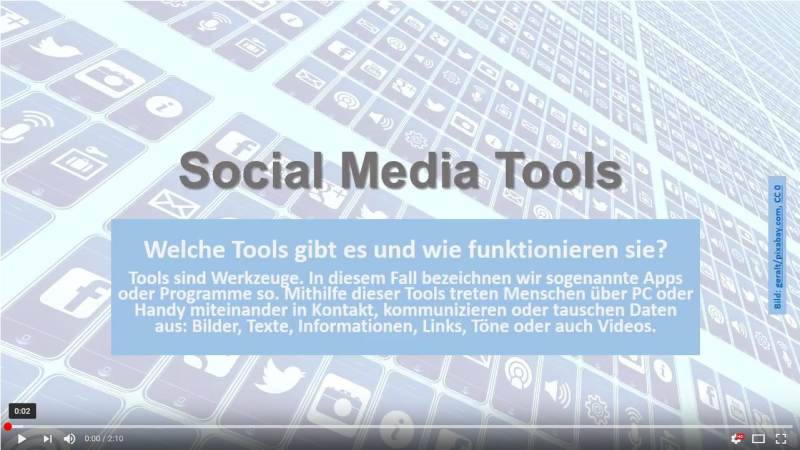 Social Media Tools
Welche Tools gibt es und wie funktionieren sie?
Tools sind Werkzeuge. In diesem Fall bezeichnen wir sogenannte Apps
oder Programme so. Mithilfe dieser Tools treten Menschen über PC oder
Handy miteinander in Kontakt, kommunizieren oder tauschen Daten
aus: Bilder, Texte, Informationen, Links, Töne oder auch Videos.
Bild: geralt/pixabay.com, CC 0
0:02
0:00 / 2:10